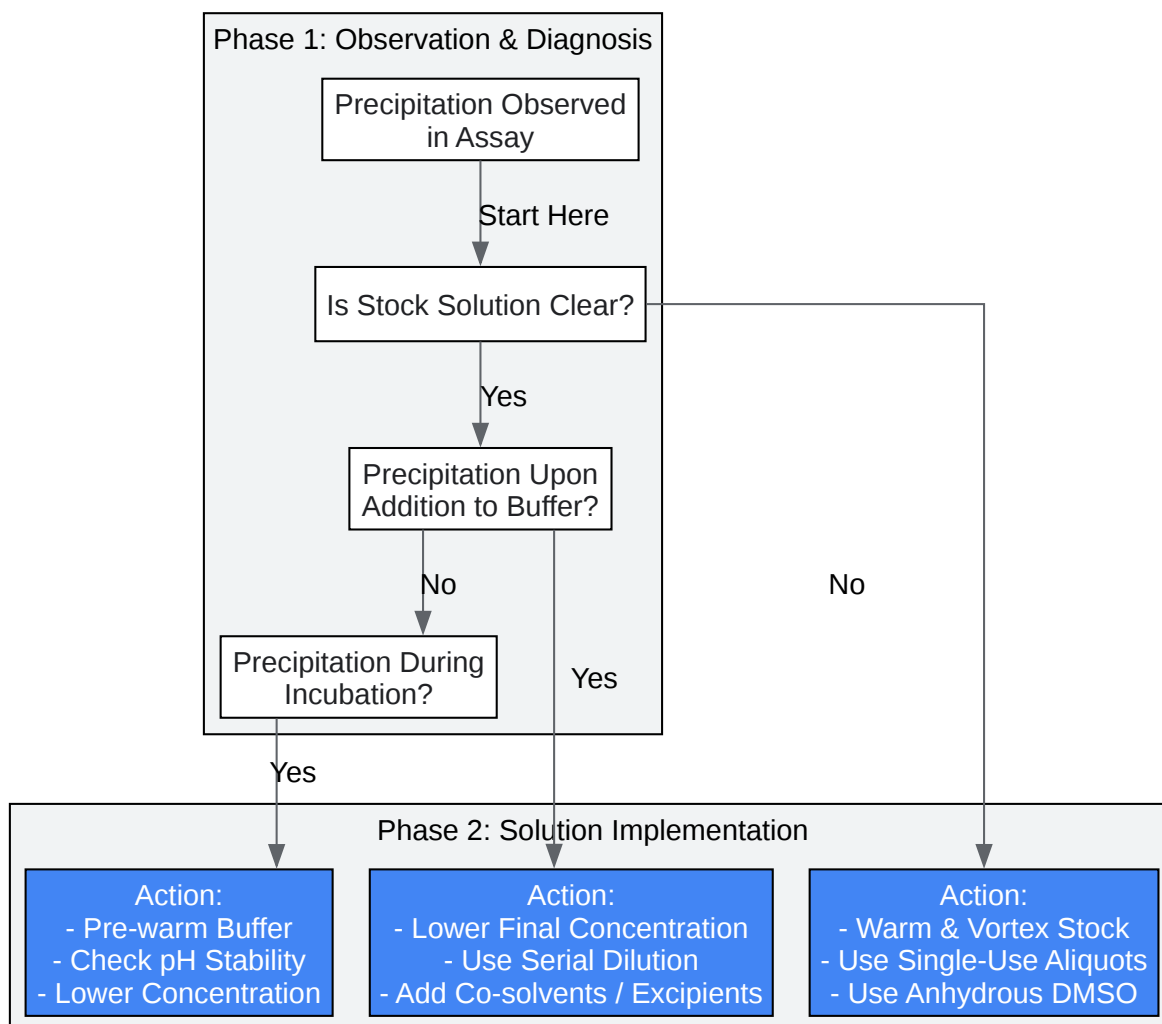 Phase 1: Observation & Diagnosis
Precipitation Observed
in Assay
Start Here
Is Stock Solution Clear?
Yes
Precipitation Upon
Addition to Buffer?
No
No
Precipitation During
Incubation?
Yes
Yes
Phase 2: Solution Implementation
Action:
- Pre-warm Buffer
- Check pH Stability
- Lower Concentration
Action:
- Lower Final Concentration
- Use Serial Dilution
- Add Co-solvents / Excipients
Action:
- Warm & Vortex Stock
- Use Single-Use Aliquots
- Use Anhydrous DMSO